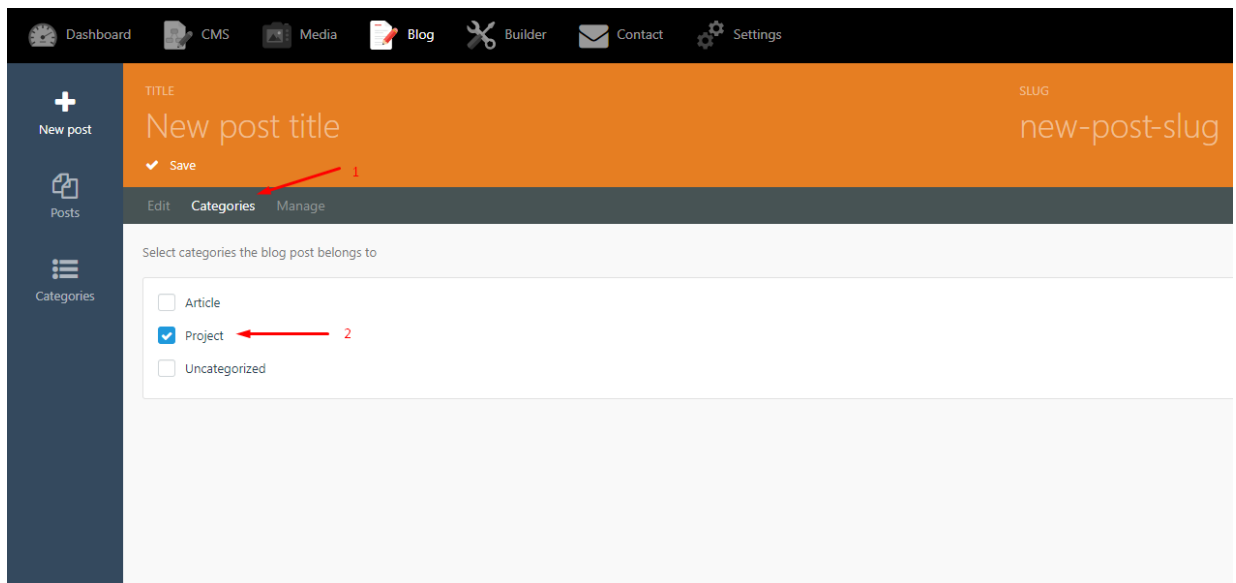 Dashboard CMS Media Blog Builder Contact Settings
New post
Posts
Categories
TITLE
New post title
SLUG
new-post-slug
Save
1
Edit Categories Manage
Select categories the blog post belongs to
Article
Project
2
Uncategorized